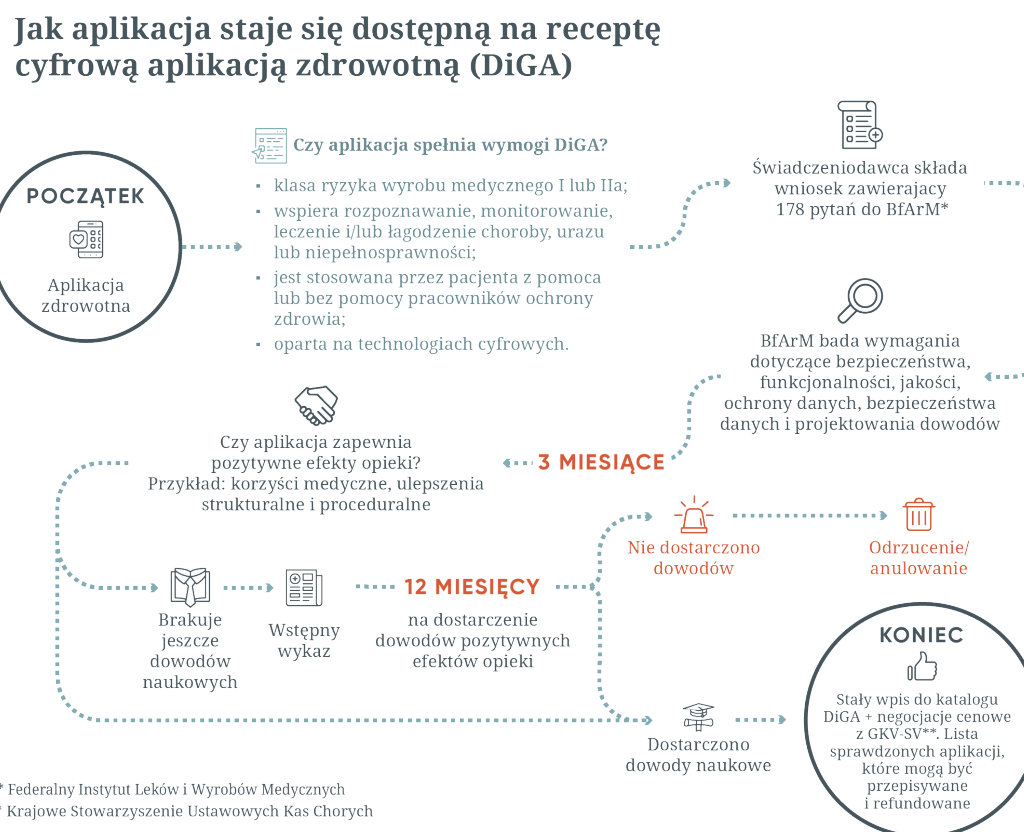 Jak aplikacja staje się dostępną na receptę
cyfrową aplikacją zdrowotną (DiGA)
POCZĄTEK
Aplikacja
zdrowotna
Czy aplikacja spełnia wymogi DiGA?
▪ klasa ryzyka wyrobu medycznego I lub IIa;
▪ wspiera rozpoznawanie, monitorowanie,
leczenie i/lub łagodzenie choroby, urazu
lub niepełnosprawności;
▪ jest stosowana przez pacjenta z pomoca
lub bez pomocy pracowników ochrony
zdrowia;
▪ oparta na technologiach cyfrowych.
Świadczeniodawca składa
wniosek zawierajacy
178 pytań do BfArM*
BfArM bada wymagania
dotyczące bezpieczeństwa,
funkcjonalności, jakości,
ochrony danych, bezpieczeństwa
danych i projektowania dowodów
3 MIESIĄCE
Czy aplikacja zapewnia
pozytywne efekty opieki?
Przykład: korzyści medyczne, ulepszenia
strukturalne i proceduralne
Brakuje
jeszcze
dowodów
naukowych
Wstępny
wykaz
12 MIESIĘCY
na dostarczenie
dowodów pozytywnych
efektów opieki
Nie dostarczono
dowodów
Odrzucenie/
anulowanie
Dostarczono
dowody naukowe
KONIEC
Stały wpis do katalogu
DiGA + negocjacje cenowe
z GKV-SV**. Lista
sprawdzonych aplikacji,
które mogą być
przepisywane
i refundowane
* Federalny Instytut Leków i Wyrobów Medycznych
* Krajowe Stowarzyszenie Ustawowych Kas Chorych